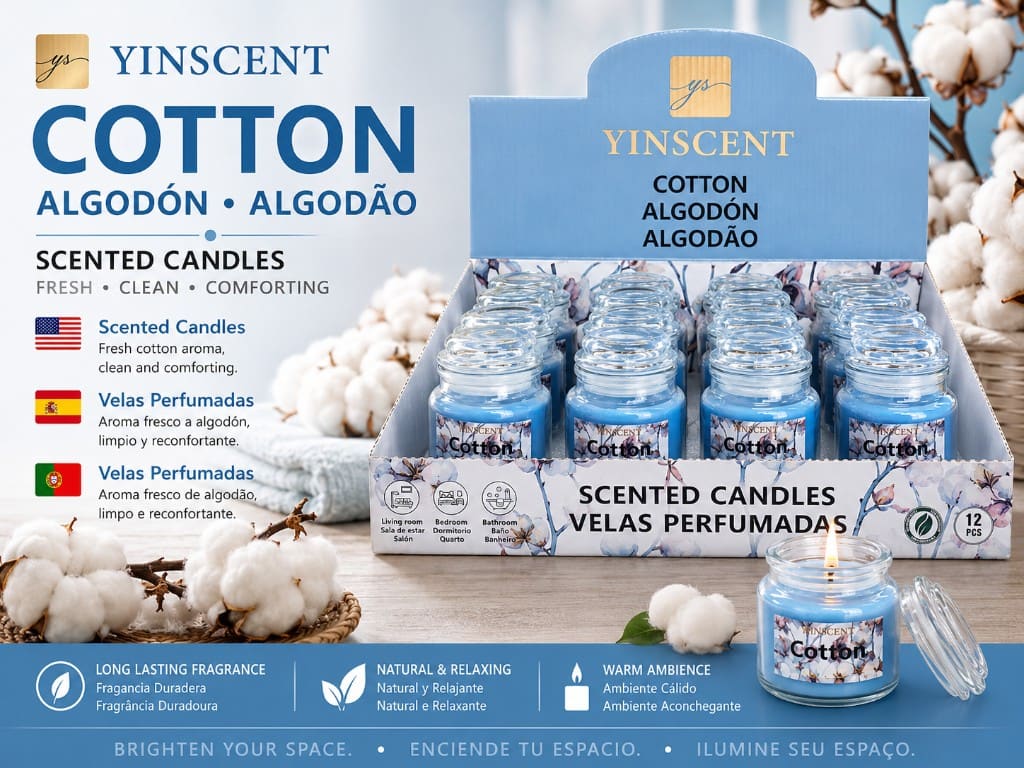 ys
YINSCENT
COTTON
ALGODÓN • ALGODÃO
SCENTED CANDLES
FRESH • CLEAN • COMFORTING
Scented Candles
Fresh cotton aroma,
clean and comforting.
Velas Perfumadas
Aroma fresco a algodón,
limpio y reconfortante.
Velas Perfumadas
Aroma fresco de algodão,
limpo e reconfortante.
ys
YINSCENT
COTTON
ALGODÓN
ALGODÃO
YINSCENT
Cotton
YINSCENT
Cotton
YINSCENT
Cotton
YINSCENT
Cotton
Living room
Sala de estar
Salón
Bedroom
Dormitorio
Quarto
Bathroom
Baño
Banheiro
SCENTED CANDLES
VELAS PERFUMADAS
12
PCS
YINSCENT
Cotton
LONG LASTING FRAGRANCE
Fragancia Duradera
Fragrância Duradoura
NATURAL & RELAXING
Natural y Relajante
Natural e Relaxante
WARM AMBIENCE
Ambiente Cálido
Ambiente Aconchegante
BRIGHTEN YOUR SPACE. • ENCIENDE TU ESPACIO. • ILUMINE SEU ESPAÇO.